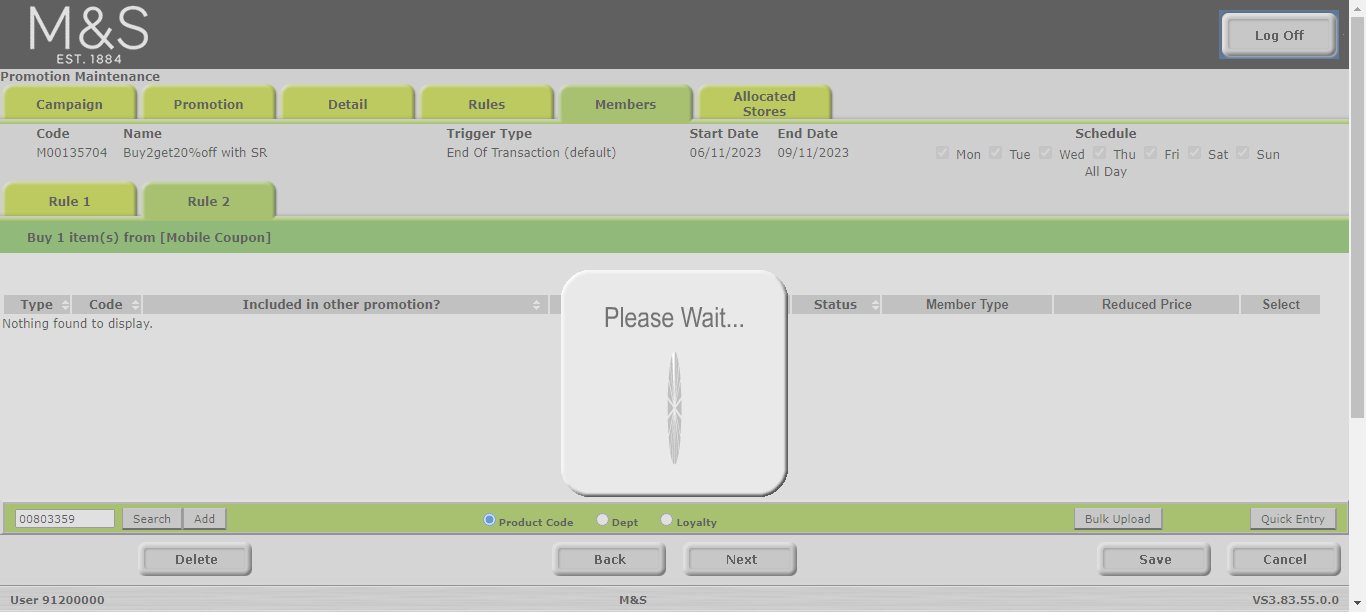 M&S
EST. 1884
Log Off
Promotion Maintenance
Campaign Promotion Detail Rules Members Allocated Stores
Code Name Trigger Type Start Date End Date Schedule
M00135704 Buy2get20%off with SR End Of Transaction (default) 06/11/2023 09/11/2023 Mon Tue Wed Thu Fri Sat Sun
All Day
Rule 1 Rule 2
Buy 1 item(s) from [Mobile Coupon]
Type Code Included in other promotion? Status Member Type Reduced Price Select
Nothing found to display.
Please Wait...
00803359 Search Add Product Code Dept Loyalty Bulk Upload Quick Entry
Delete Back Next Save Cancel
User 91200000 M&S VS3.83.55.0.0